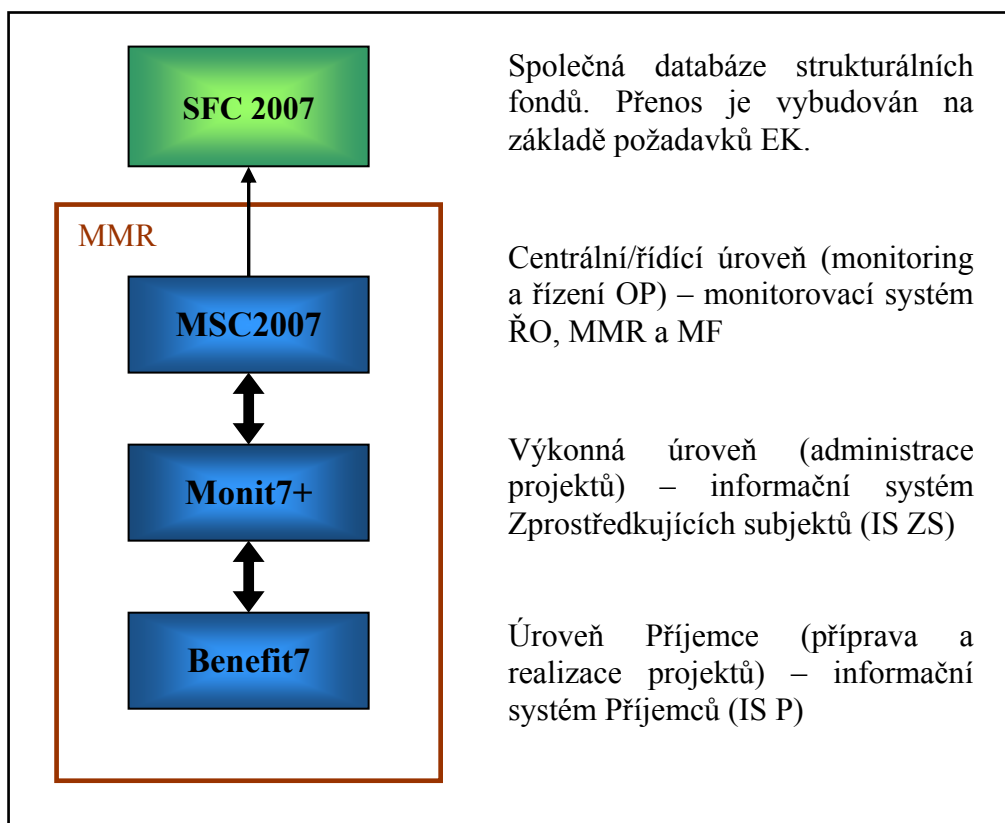 SFC 2007
Společná databáze strukturálních
fondů. Přenos je vybudován na
základě požadavků EK.
MMR
MSC2007
Centrální/řídící úroveň (monitoring
a řízení OP) – monitorovací systém
ŘO, MMR a MF
Monit7+
Výkonná úroveň (administrace
projektů) – informační systém
Zprostředkujících subjektů (IS ZS)
Benefit7
Úroveň Příjemce (příprava a
realizace projektů) – informační
systém Příjemců (IS P)